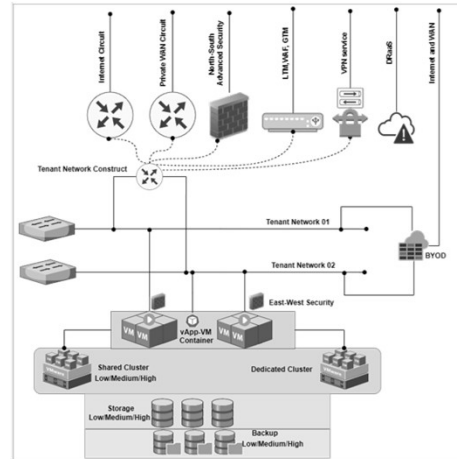 Internet Circuit
Private WAN Circuit
North-South
Advanced Security
LTM,WAF, GTM
VPN service
DRaaS
Internet and WAN
Tenant Network Construct
Tenant Network 01
BYOD
Tenant Network 02
East-West Security
VM VM
VM VM
vApp-VM
Container
Shared Cluster
Low/Medium/High
Dedicated Cluster
Storage
Low/Medium/High
Backup
Low/Medium/High